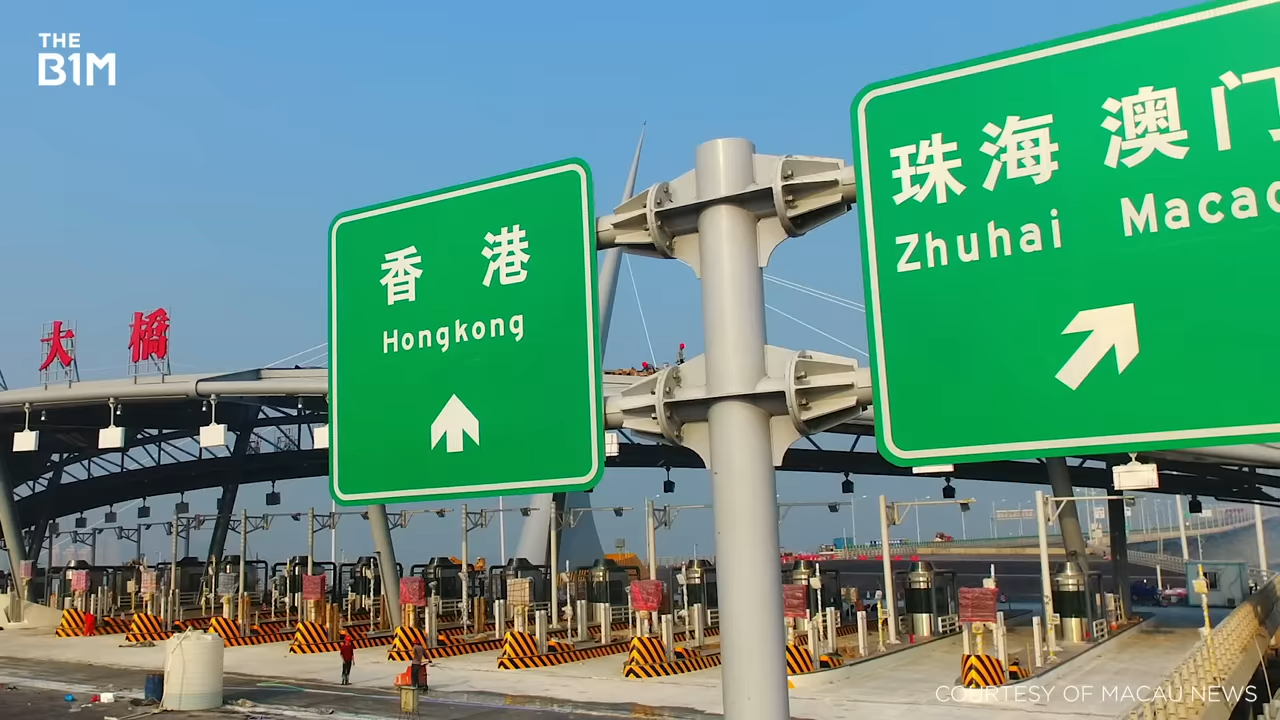 THE
B1M
大橋
香 港
Hongkong
珠海 澳门
Zhuhai Macao
COURTESY OF MACAU NEWS